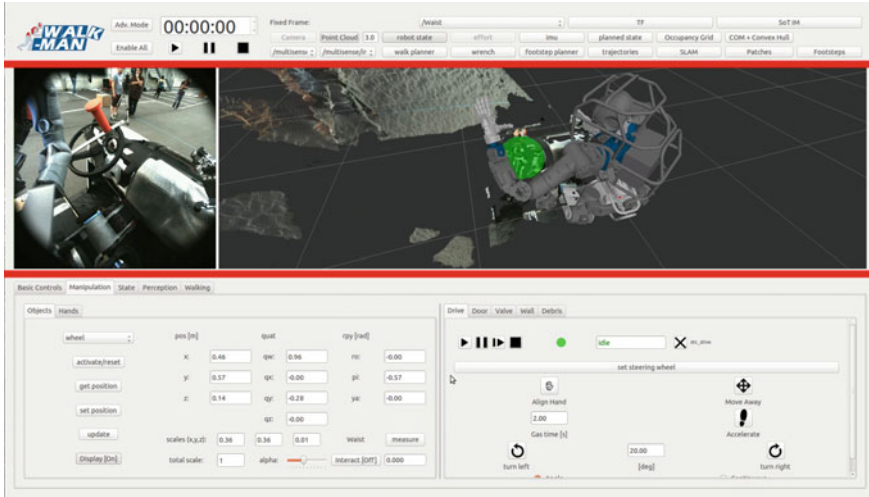 WALK
-MAN
Adv. Mode
Enable All
00:00:00
Fixed Frame: /Waist TF SoT IM
Camera Point Cloud 3.0 robot state effort imu planned state Occupancy Grid COM + Convex Hull
/multisense /multisense/ir walk planner wrench footstep planner trajectories SLAM Patches Footsteps
Basic Controls Manipulation State Perception Walking
Objects Hands
wheel
activate/reset
get position
set position
update
Display [On]
pos [m] quat rpy [rad]
x: 0.46 qw: 0.96 ro: -0.00
y: 0.57 qx: -0.00 pi: -0.57
z: 0.14 qy: -0.28 ya: -0.00
qz: -0.00
scales (x,y,z): 0.36 0.36 0.01 Waist measure
total scale: 1 alpha: Interact [Off] 0.000
Drive Door Valve Wall Debris
idle
set steering wheel
Align Hand Move Away
2.00
Gas time [s] Accelerate
20.00
turn left [deg] turn right